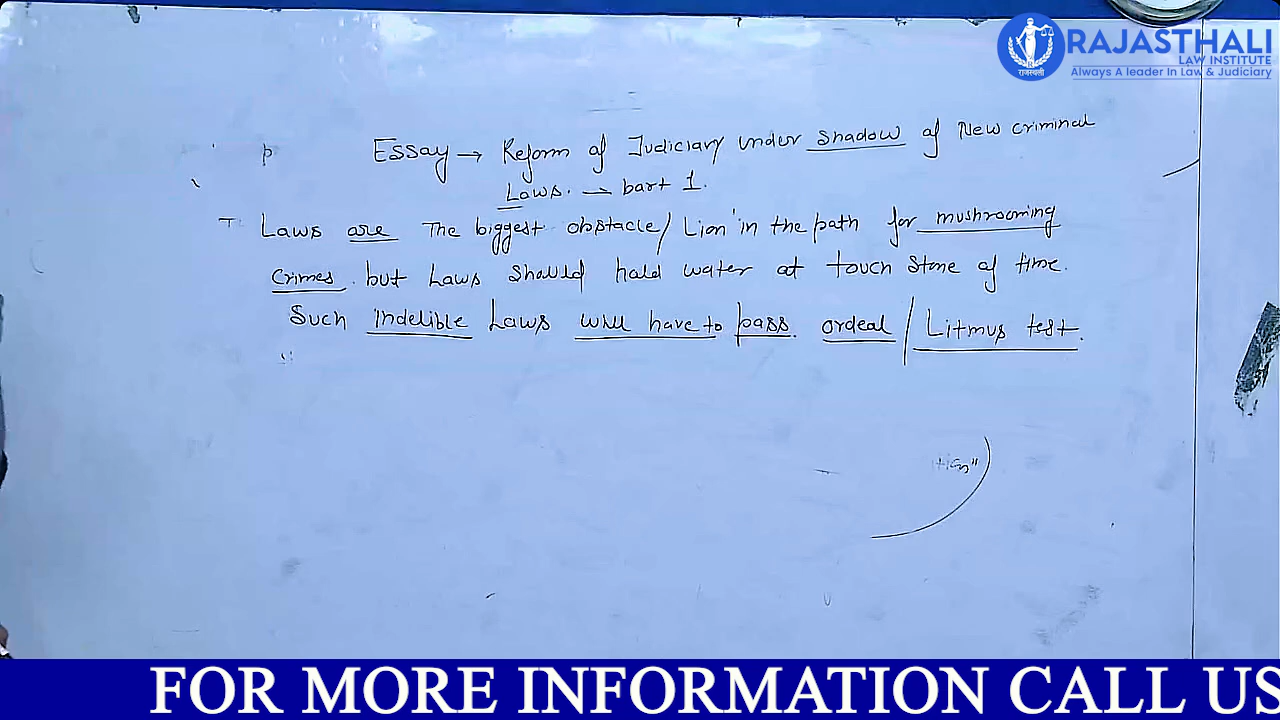 RAJASTHALI
LAW INSTITUTE
Always A leader In Law & Judiciary
राजस्थली
Essay → Reform of Judiciary under shadow of New criminal
Laws. — part 1.
Laws are The biggest obstacle / Lion in the path for mushrooming
crimes. but Laws should hold water at touch stone of time.
Such indelible Laws will have to pass ordeal / Litmus test.
FOR MORE INFORMATION CALL US